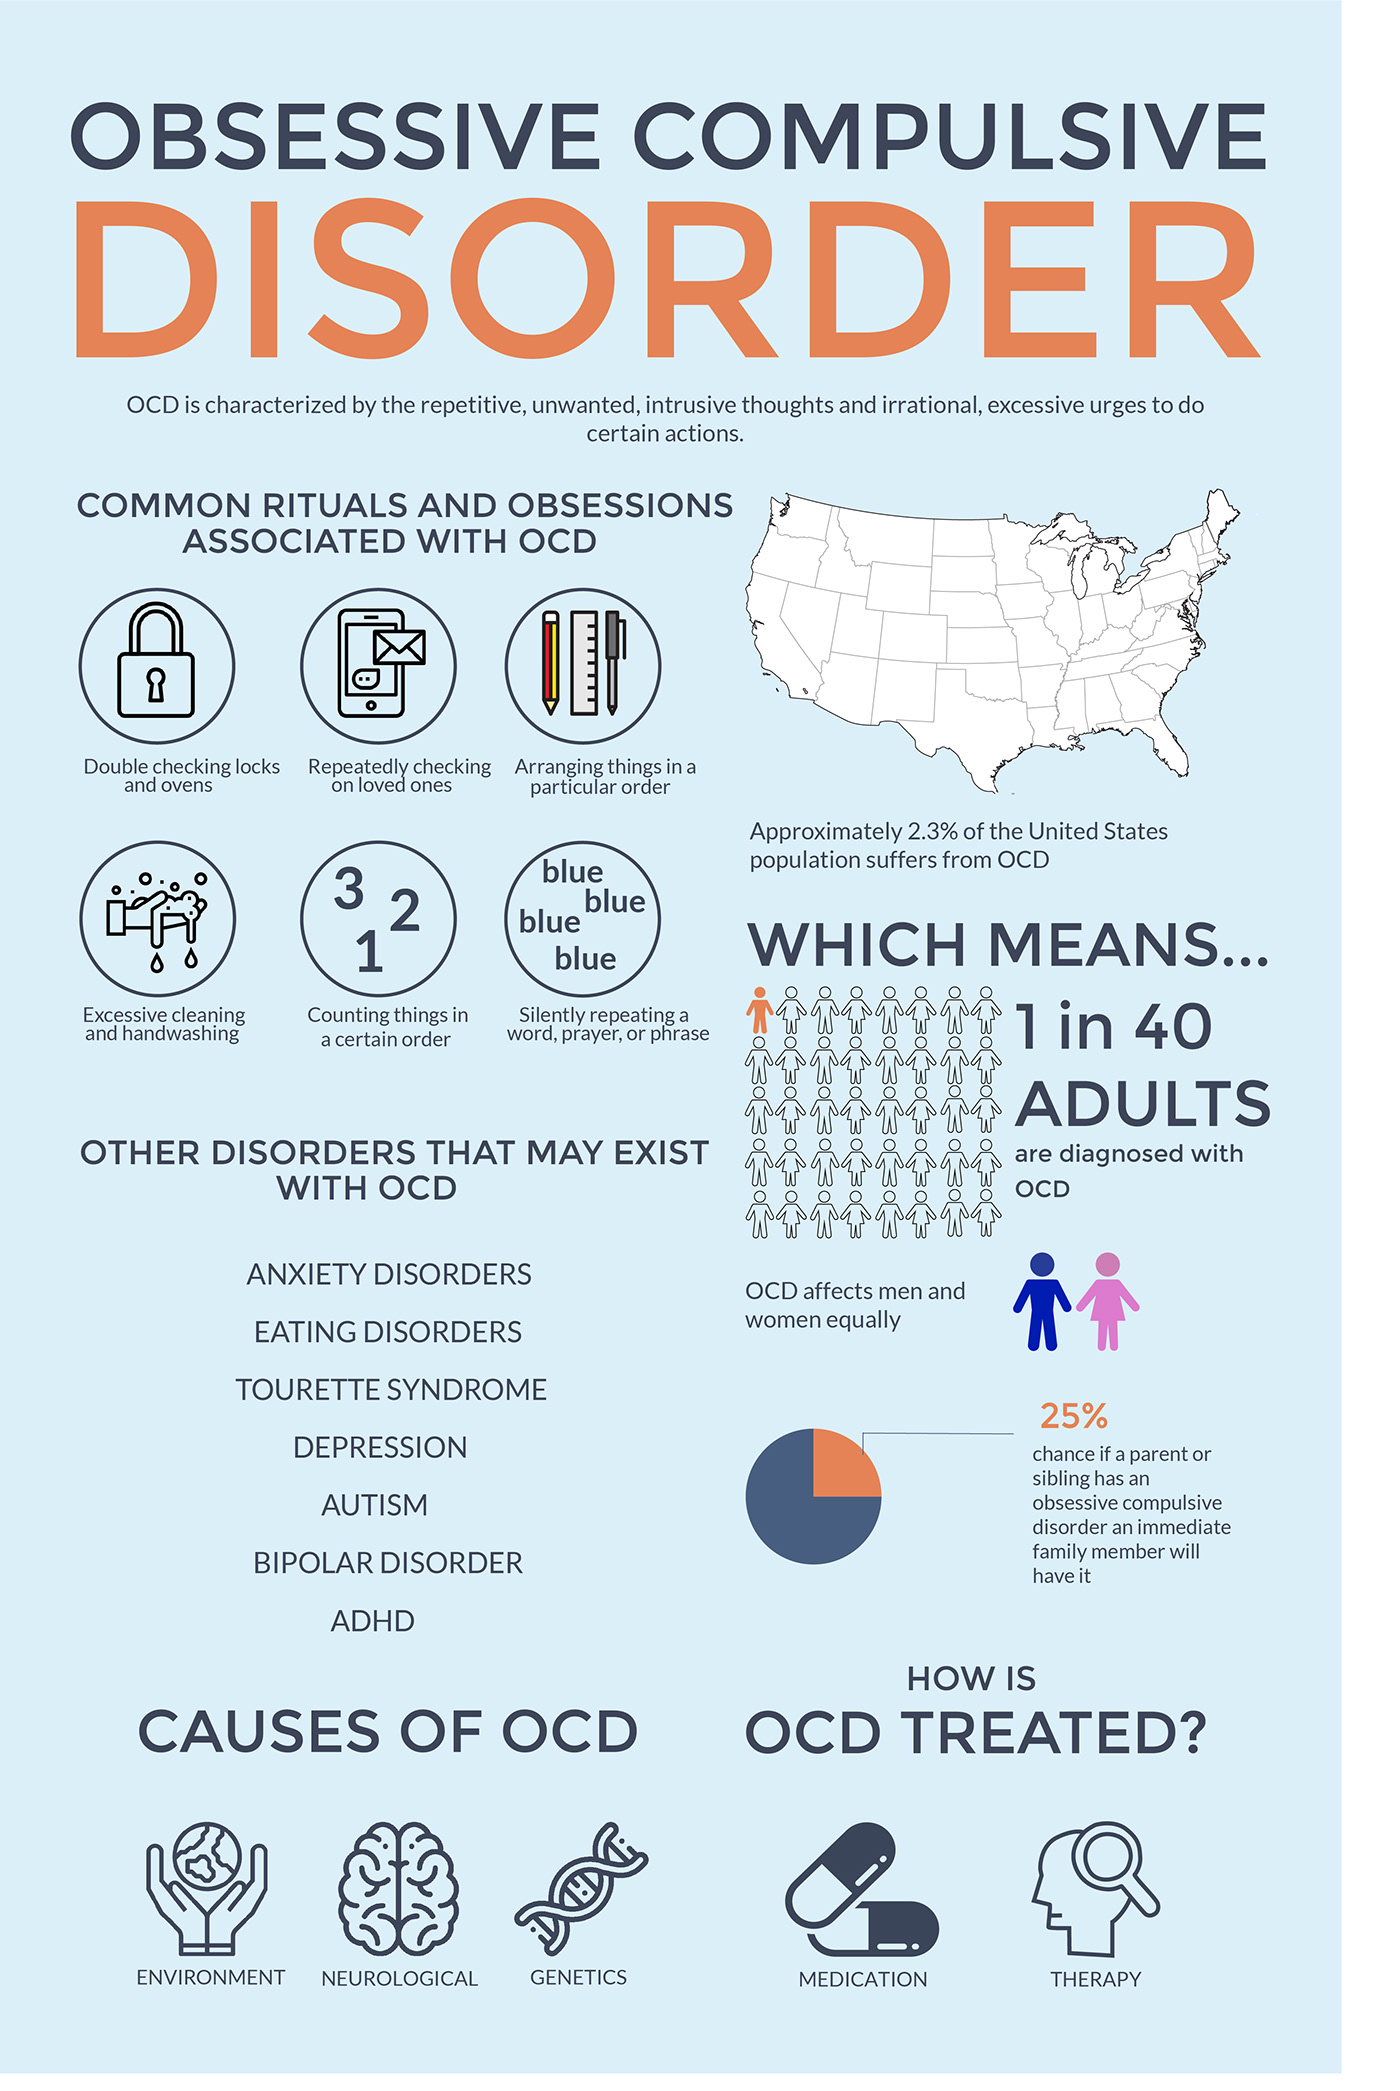 OBSESSIVE COMPULSIVE
DISORDER
OCD is characterized by the repetitive, unwanted, intrusive thoughts and irrational, excessive urges to do
certain actions.
COMMON RITUALS AND OBSESSIONS
ASSOCIATED WITH OCD
Double checking locks
and ovens
Repeatedly checking
on loved ones
Arranging things in a
particular order
3
2
1
blue
blue
blue
blue
Excessive cleaning
and handwashing
Counting things in
a certain order
Silently repeating a
word, prayer, or phrase
OTHER DISORDERS THAT MAY EXIST
WITH OCD
ANXIETY DISORDERS
EATING DISORDERS
TOURETTE SYNDROME
DEPRESSION
AUTISM
BIPOLAR DISORDER
ADHD
Approximately 2.3% of the United States
population suffers from OCD
WHICH MEANS...
1 in 40
ADULTS
are diagnosed with
OCD
OCD affects men and
women equally
25%
chance if a parent or
sibling has an
obsessive compulsive
disorder an immediate
family member will
have it
CAUSES OF OCD
ENVIRONMENT
NEUROLOGICAL
GENETICS
HOW IS
OCD TREATED?
MEDICATION
THERAPY